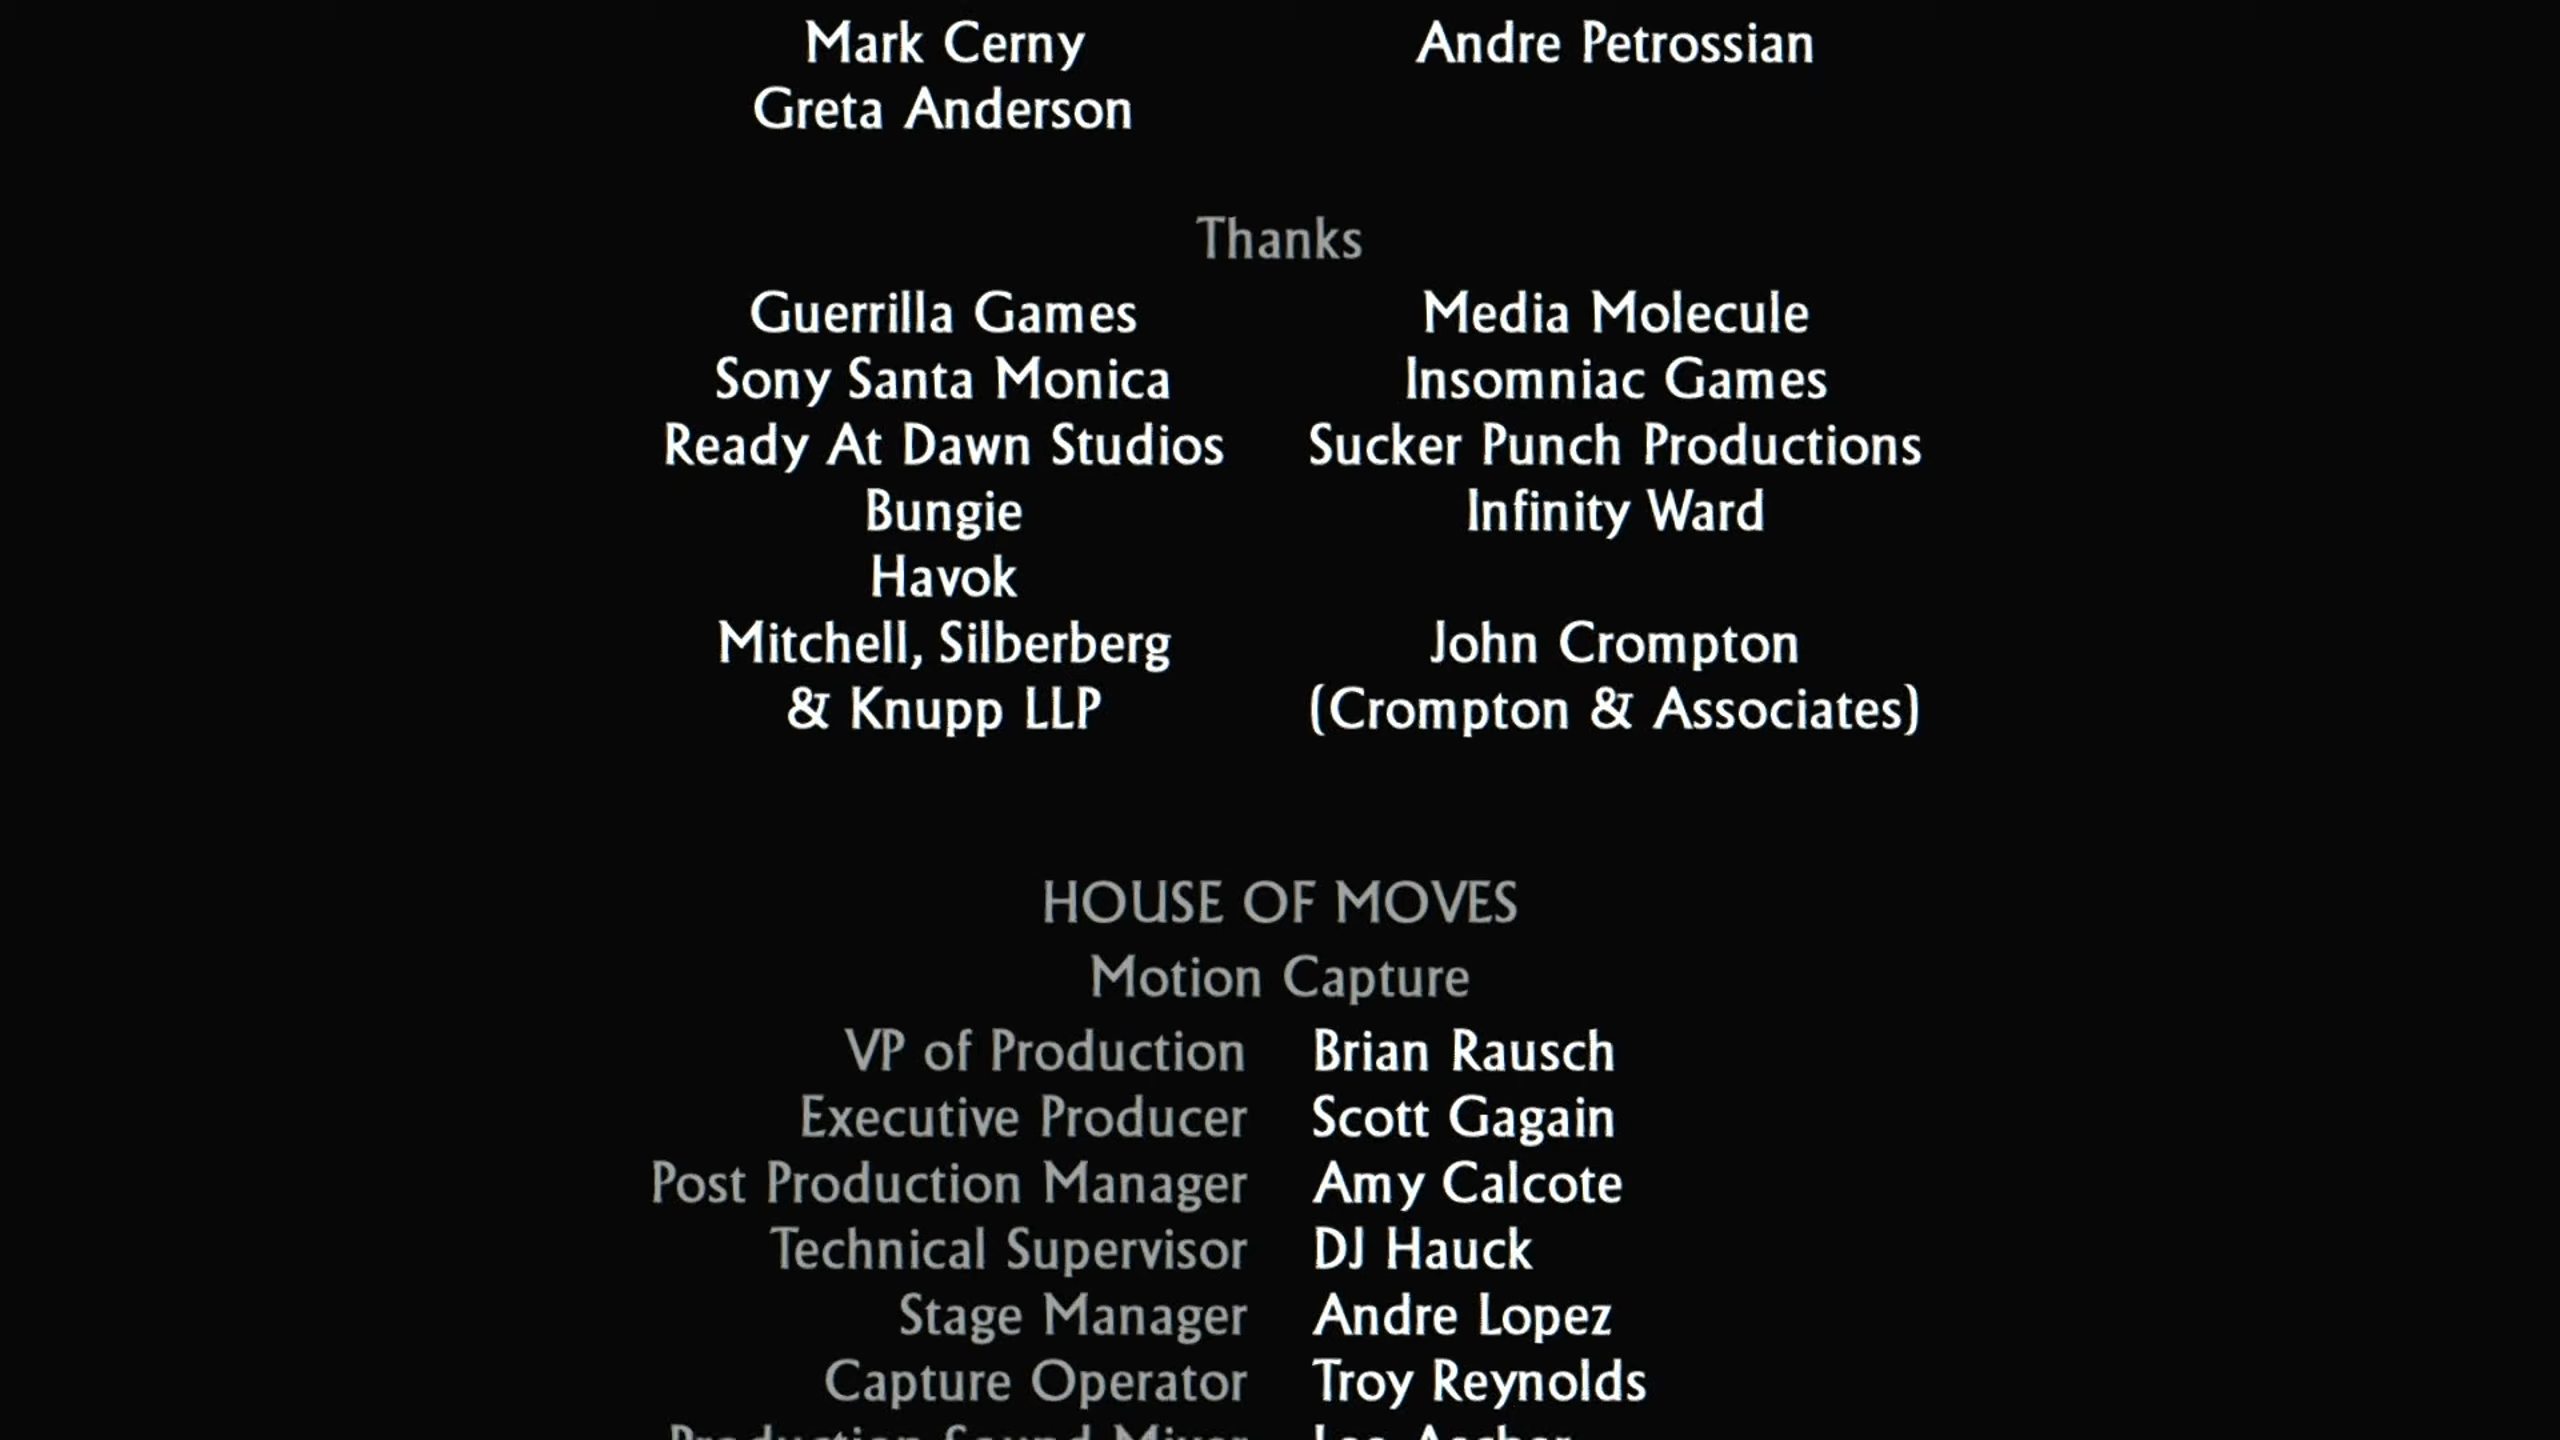 Mark Cerny Andre Petrossian
Greta Anderson
Thanks
Guerrilla Games Media Molecule
Sony Santa Monica Insomniac Games
Ready At Dawn Studios Sucker Punch Productions
Bungie Infinity Ward
Havok
Mitchell, Silberberg John Crompton
& Knupp LLP (Crompton & Associates)
HOUSE OF MOVES
Motion Capture
VP of Production Brian Rausch
Executive Producer Scott Gagain
Post Production Manager Amy Calcote
Technical Supervisor DJ Hauck
Stage Manager Andre Lopez
Capture Operator Troy Reynolds
Production Sound Mixer